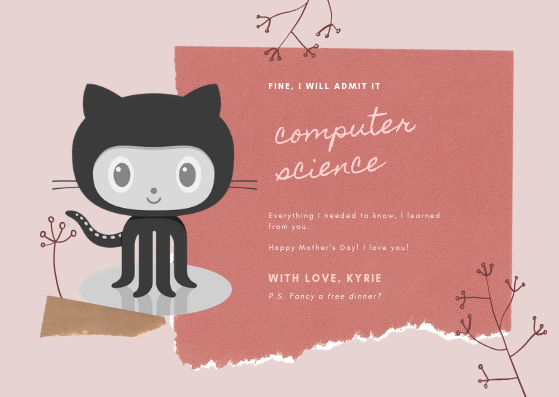 FINE, I WILL ADMIT IT
computer
science
Everything I needed to know, I learned
from you.
Happy Mother's Day! I love you!
WITH LOVE, KYRIE
P.S. Fancy a free dinner?